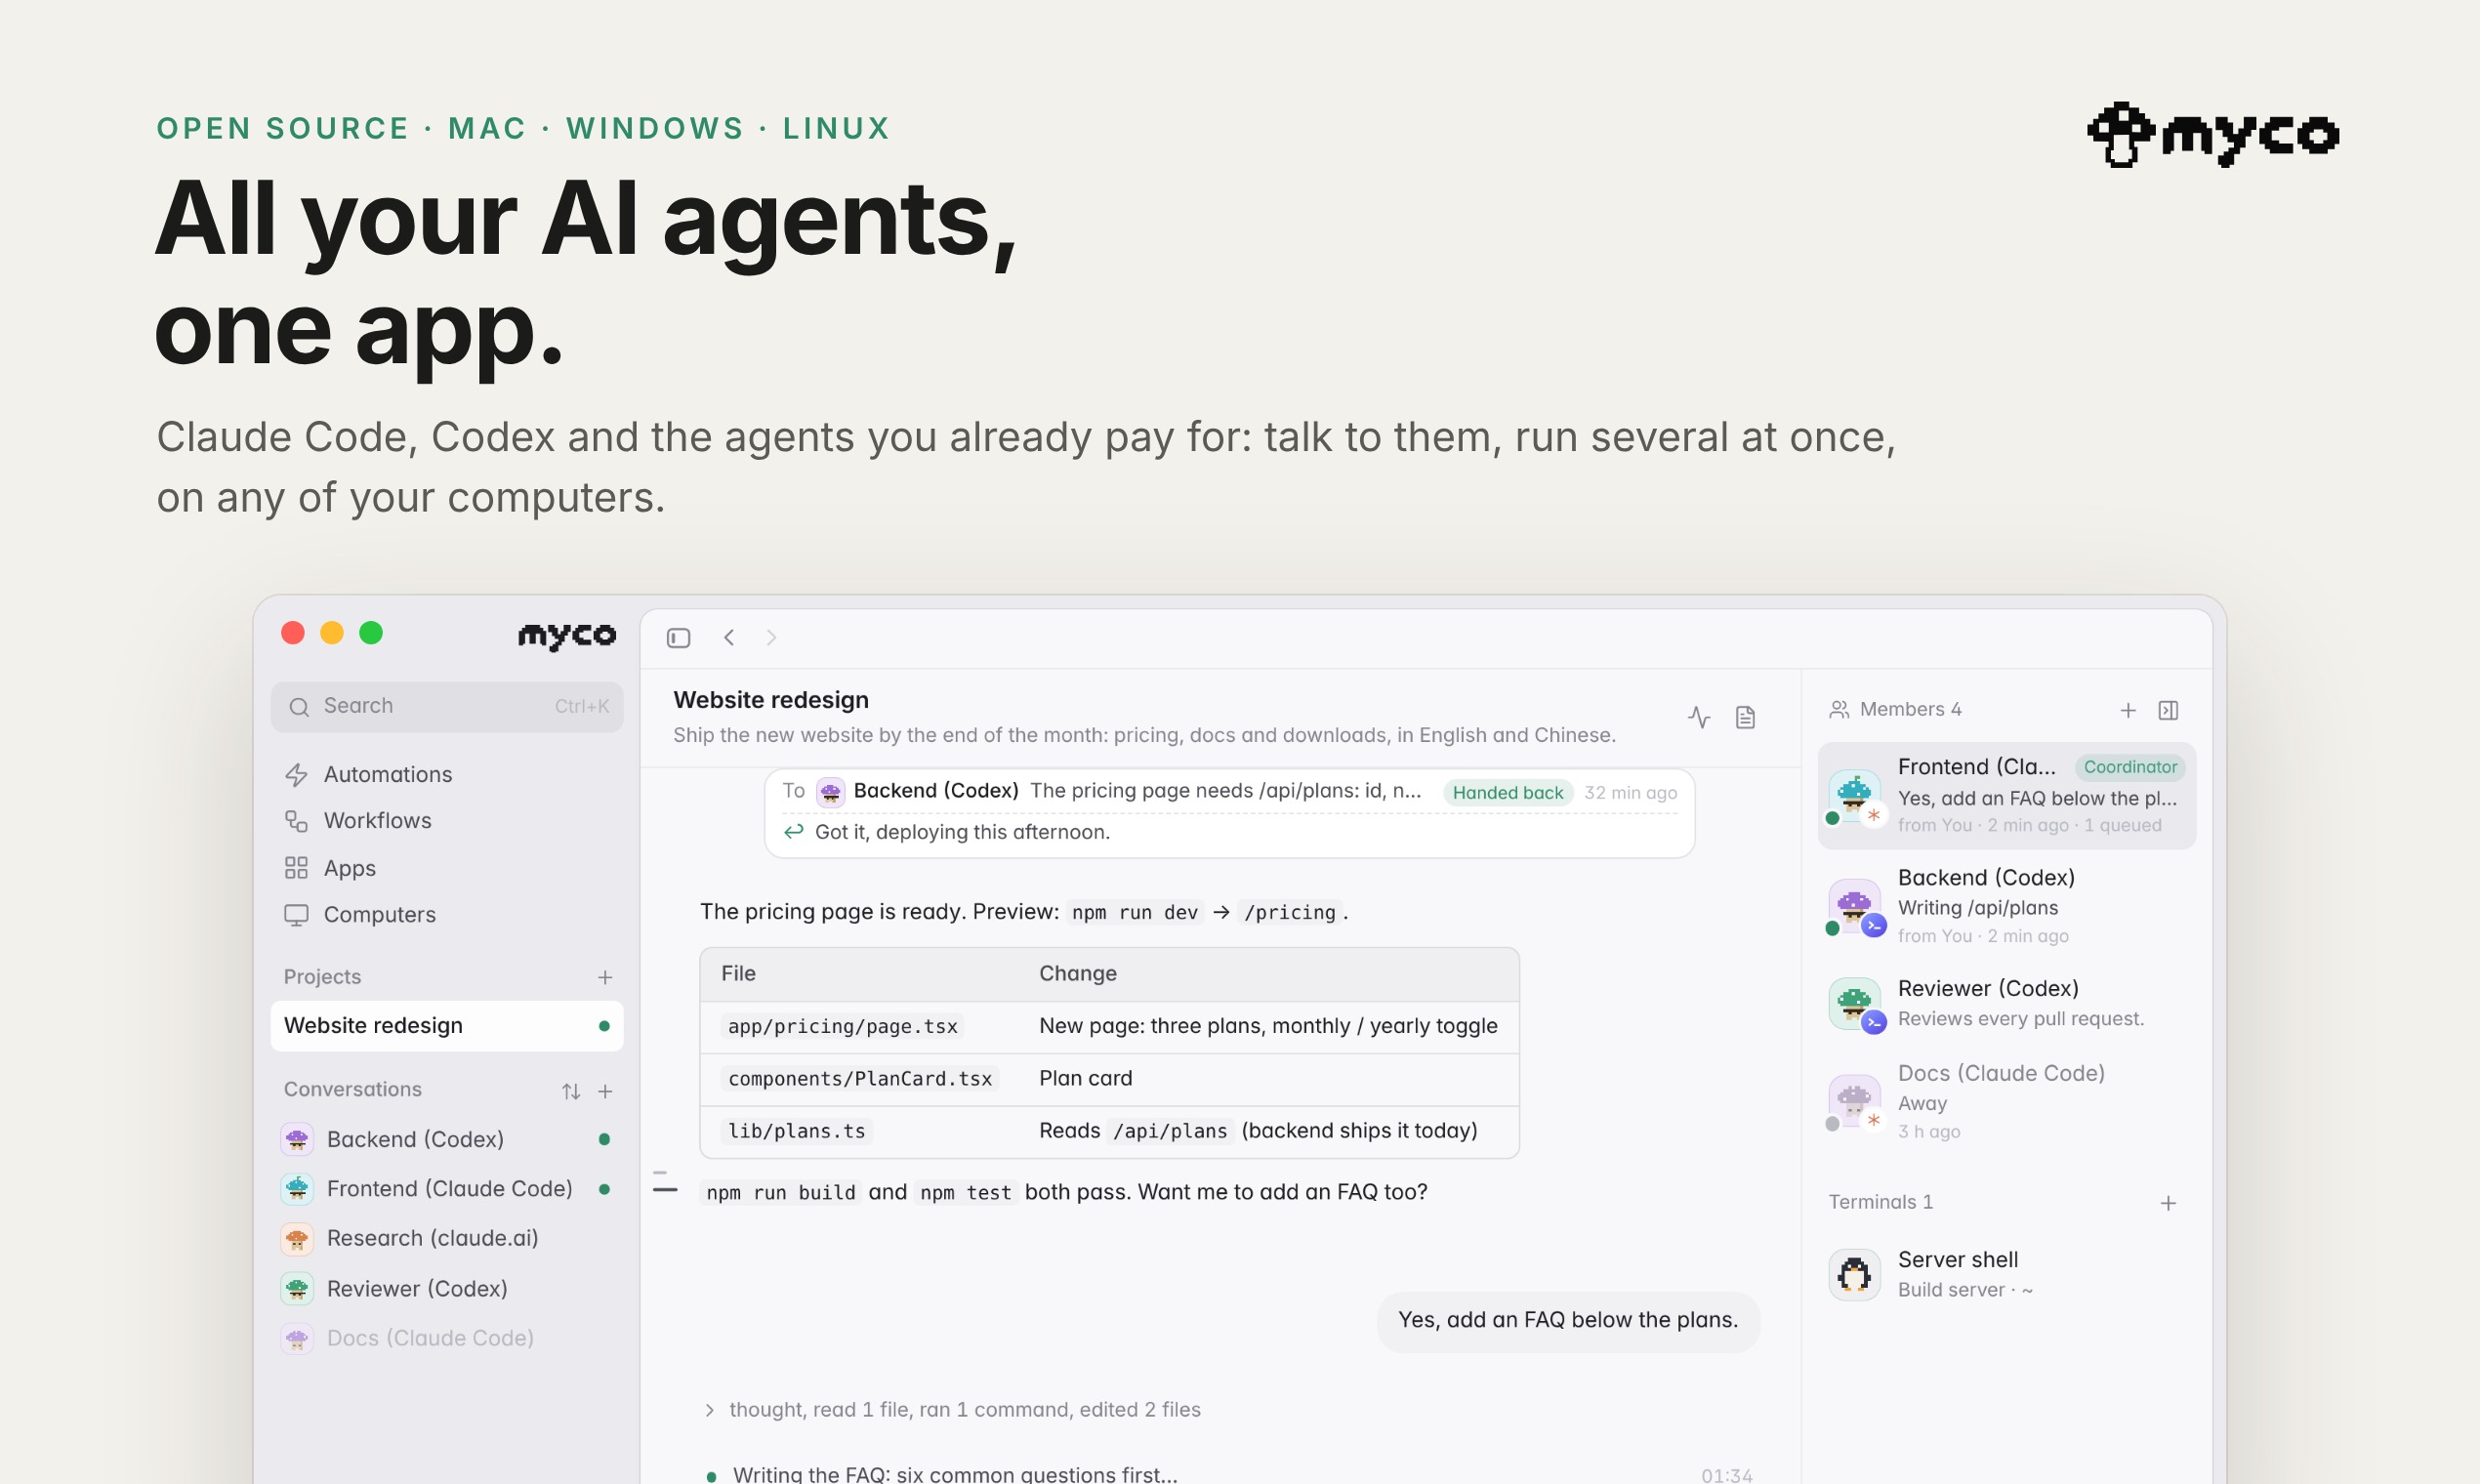 OPEN SOURCE · MAC · WINDOWS · LINUX
myco
All your AI agents,
one app.
Claude Code, Codex and the agents you already pay for: talk to them, run several at once,
on any of your computers.
myco
Search Ctrl+K
Automations
Workflows
Apps
Computers
Projects
Website redesign
Conversations
Backend (Codex)
Frontend (Claude Code)
Research (claude.ai)
Reviewer (Codex)
Docs (Claude Code)
Website redesign
Ship the new website by the end of the month: pricing, docs and downloads, in English and Chinese.
To Backend (Codex) The pricing page needs /api/plans: id, n... Handed back 32 min ago
Got it, deploying this afternoon.
The pricing page is ready. Preview: npm run dev → /pricing.
File Change
app/pricing/page.tsx New page: three plans, monthly / yearly toggle
components/PlanCard.tsx Plan card
lib/plans.ts Reads /api/plans (backend ships it today)
npm run build and npm test both pass. Want me to add an FAQ too?
Yes, add an FAQ below the plans.
thought, read 1 file, ran 1 command, edited 2 files
Writing the FAQ: six common questions first... 01:34
Members 4
Frontend (Cla... Coordinator
Yes, add an FAQ below the pl...
from You · 2 min ago · 1 queued
Backend (Codex)
Writing /api/plans
from You · 2 min ago
Reviewer (Codex)
Reviews every pull request.
Docs (Claude Code)
Away
3 h ago
Terminals 1
Server shell
Build server · ~